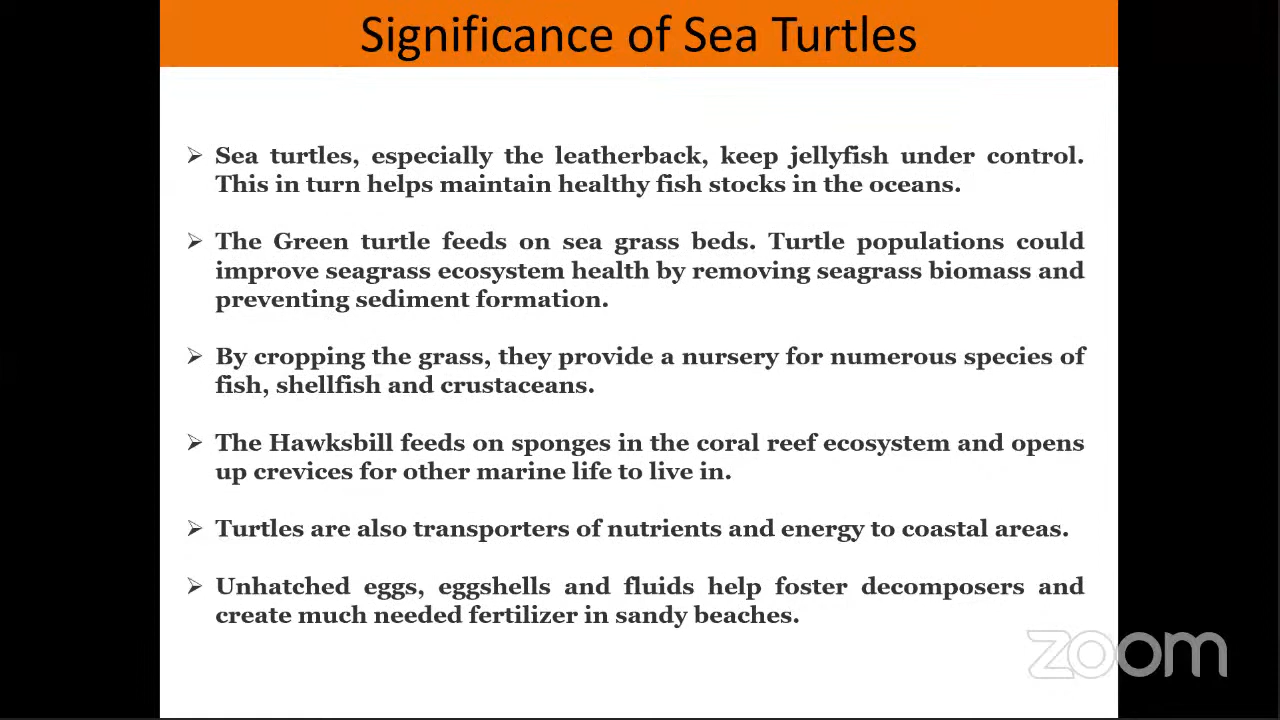 Significance of Sea Turtles
➢ Sea turtles, especially the leatherback, keep jellyfish under control.
This in turn helps maintain healthy fish stocks in the oceans.
➢ The Green turtle feeds on sea grass beds. Turtle populations could
improve seagrass ecosystem health by removing seagrass biomass and
preventing sediment formation.
➢ By cropping the grass, they provide a nursery for numerous species of
fish, shellfish and crustaceans.
➢ The Hawksbill feeds on sponges in the coral reef ecosystem and opens
up crevices for other marine life to live in.
➢ Turtles are also transporters of nutrients and energy to coastal areas.
➢ Unhatched eggs, eggshells and fluids help foster decomposers and
create much needed fertilizer in sandy beaches.
zoom